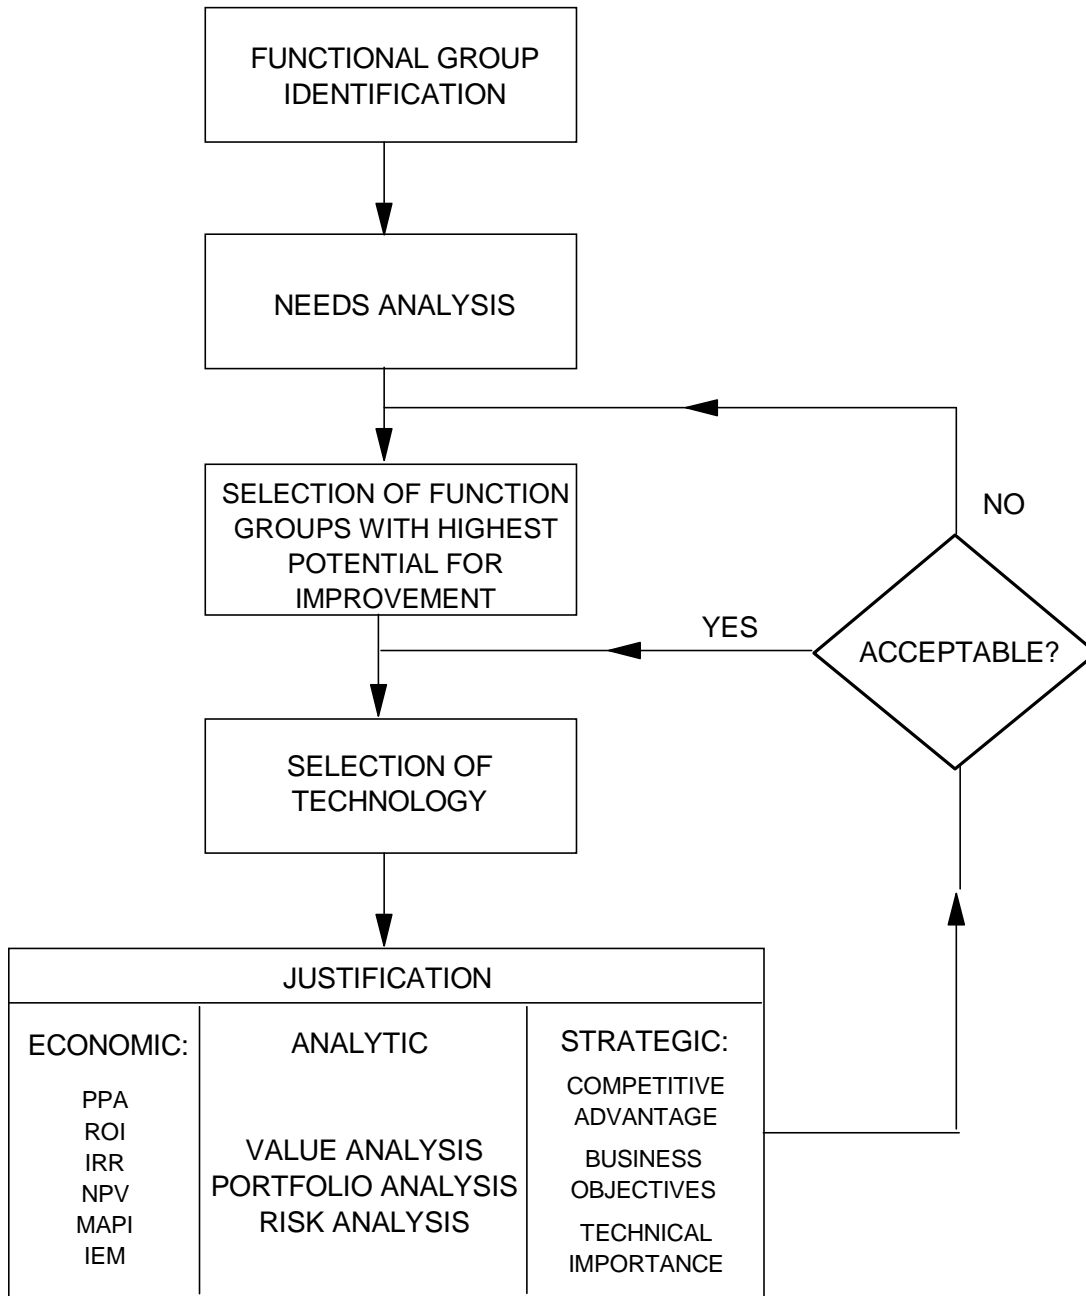 FUNCTIONAL GROUP
IDENTIFICATION
NEEDS ANALYSIS
SELECTION OF FUNCTION
GROUPS WITH HIGHEST
POTENTIAL FOR
IMPROVEMENT
NO
YES
ACCEPTABLE?
SELECTION OF
TECHNOLOGY
JUSTIFICATION
ECONOMIC:
PPA
ROI
IRR
NPV
MAPI
IEM
ANALYTIC
VALUE ANALYSIS
PORTFOLIO ANALYSIS
RISK ANALYSIS
STRATEGIC:
COMPETITIVE
ADVANTAGE
BUSINESS
OBJECTIVES
TECHNICAL
IMPORTANCE